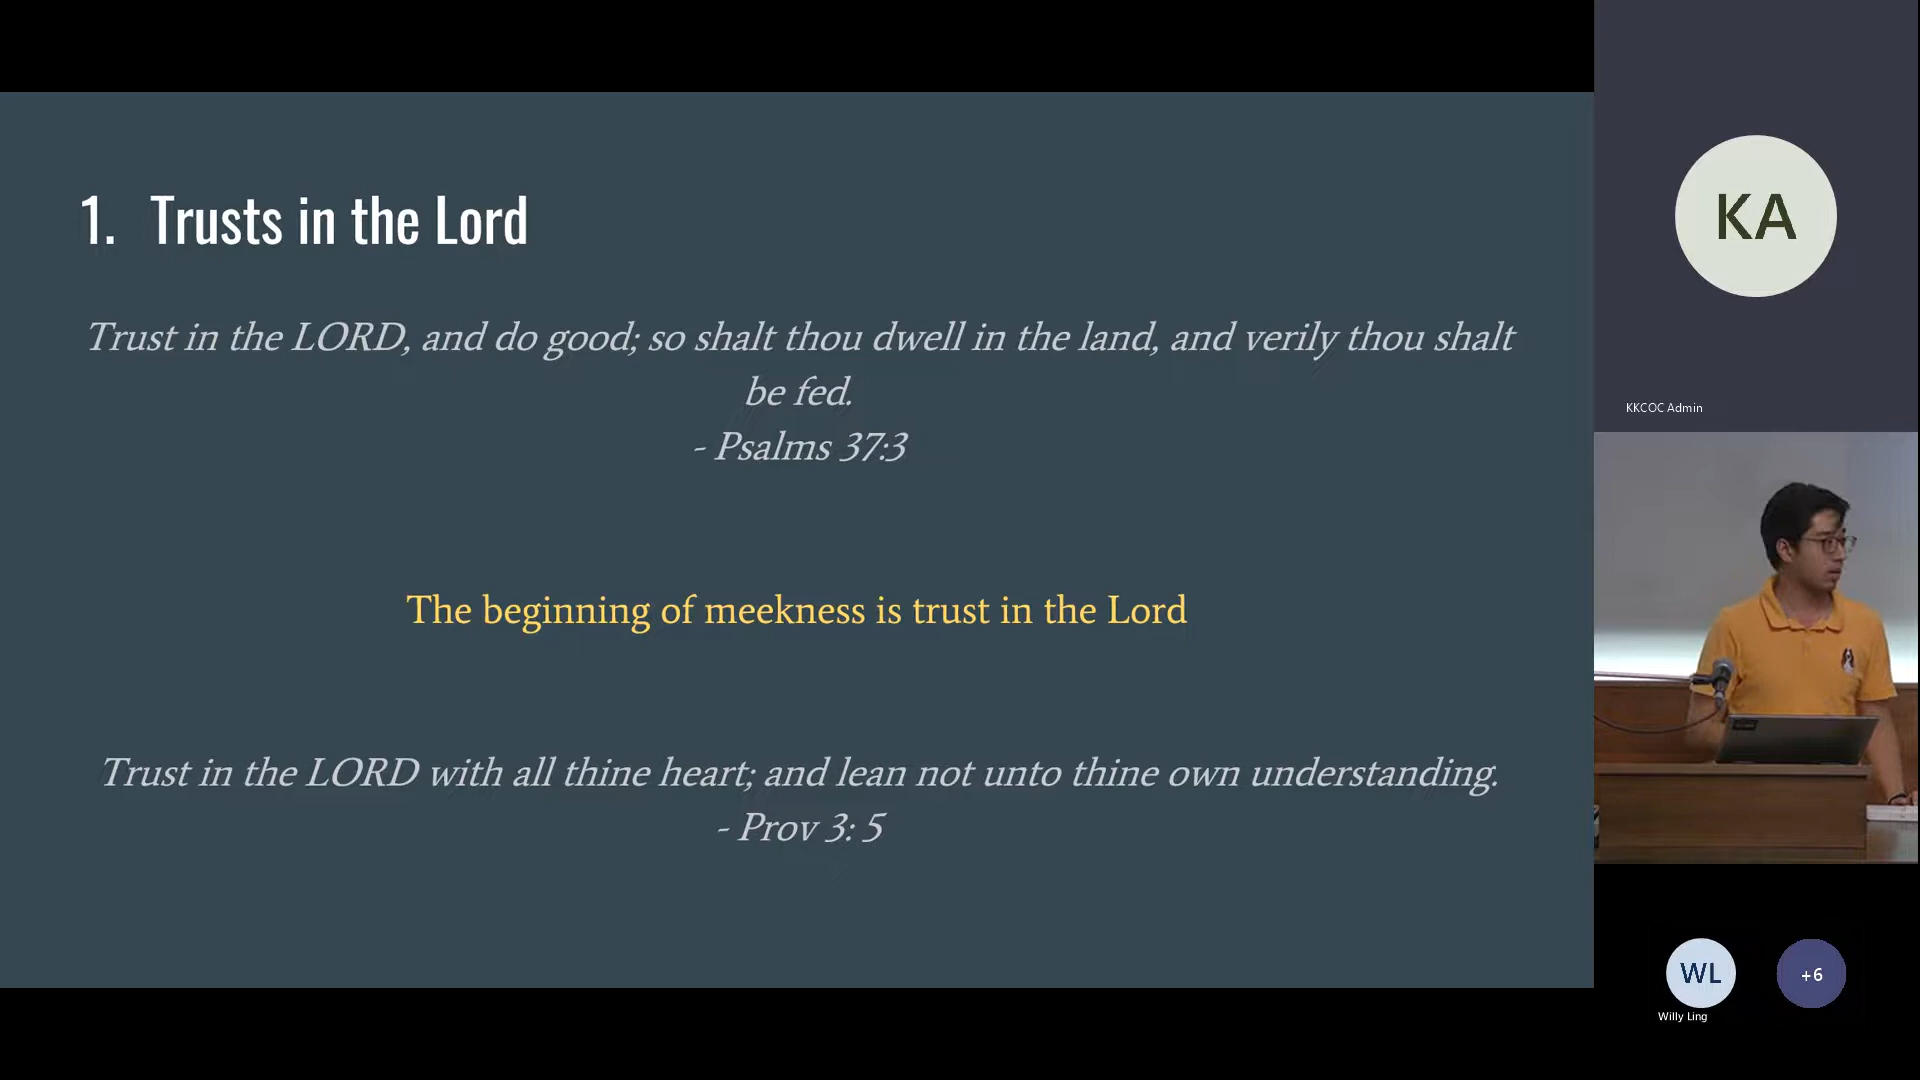 1. Trusts in the Lord
Trust in the LORD, and do good; so shalt thou dwell in the land, and verily thou shalt
be fed.
- Psalms 37:3
The beginning of meekness is trust in the Lord
Trust in the LORD with all thine heart; and lean not unto thine own understanding.
- Prov 3: 5
KA
KKCOC Admin
WL
+6
Willy Ling